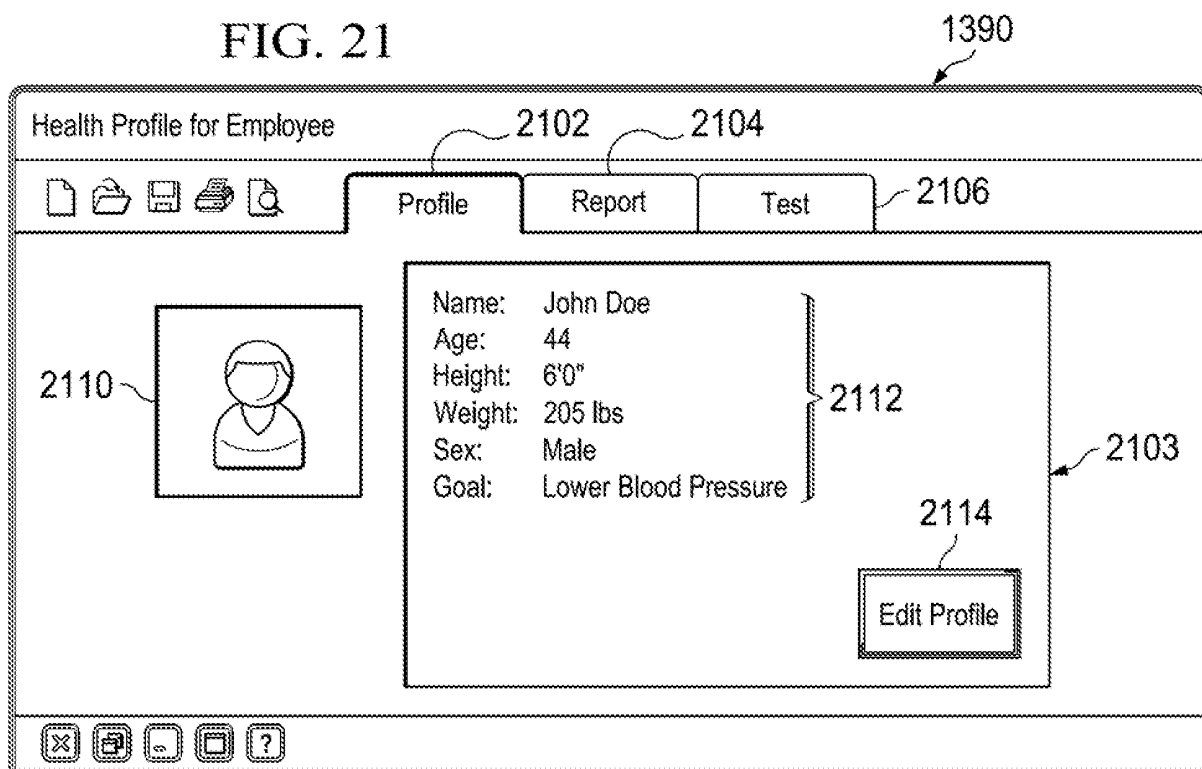 FIG. 21
1390
Health Profile for Employee
2102
2104
Profile
Report
Test
2106
2110
Name: John Doe
Age: 44
Height: 6'0"
Weight: 205 lbs
Sex: Male
Goal: Lower Blood Pressure
2112
2103
2114
Edit Profile
?